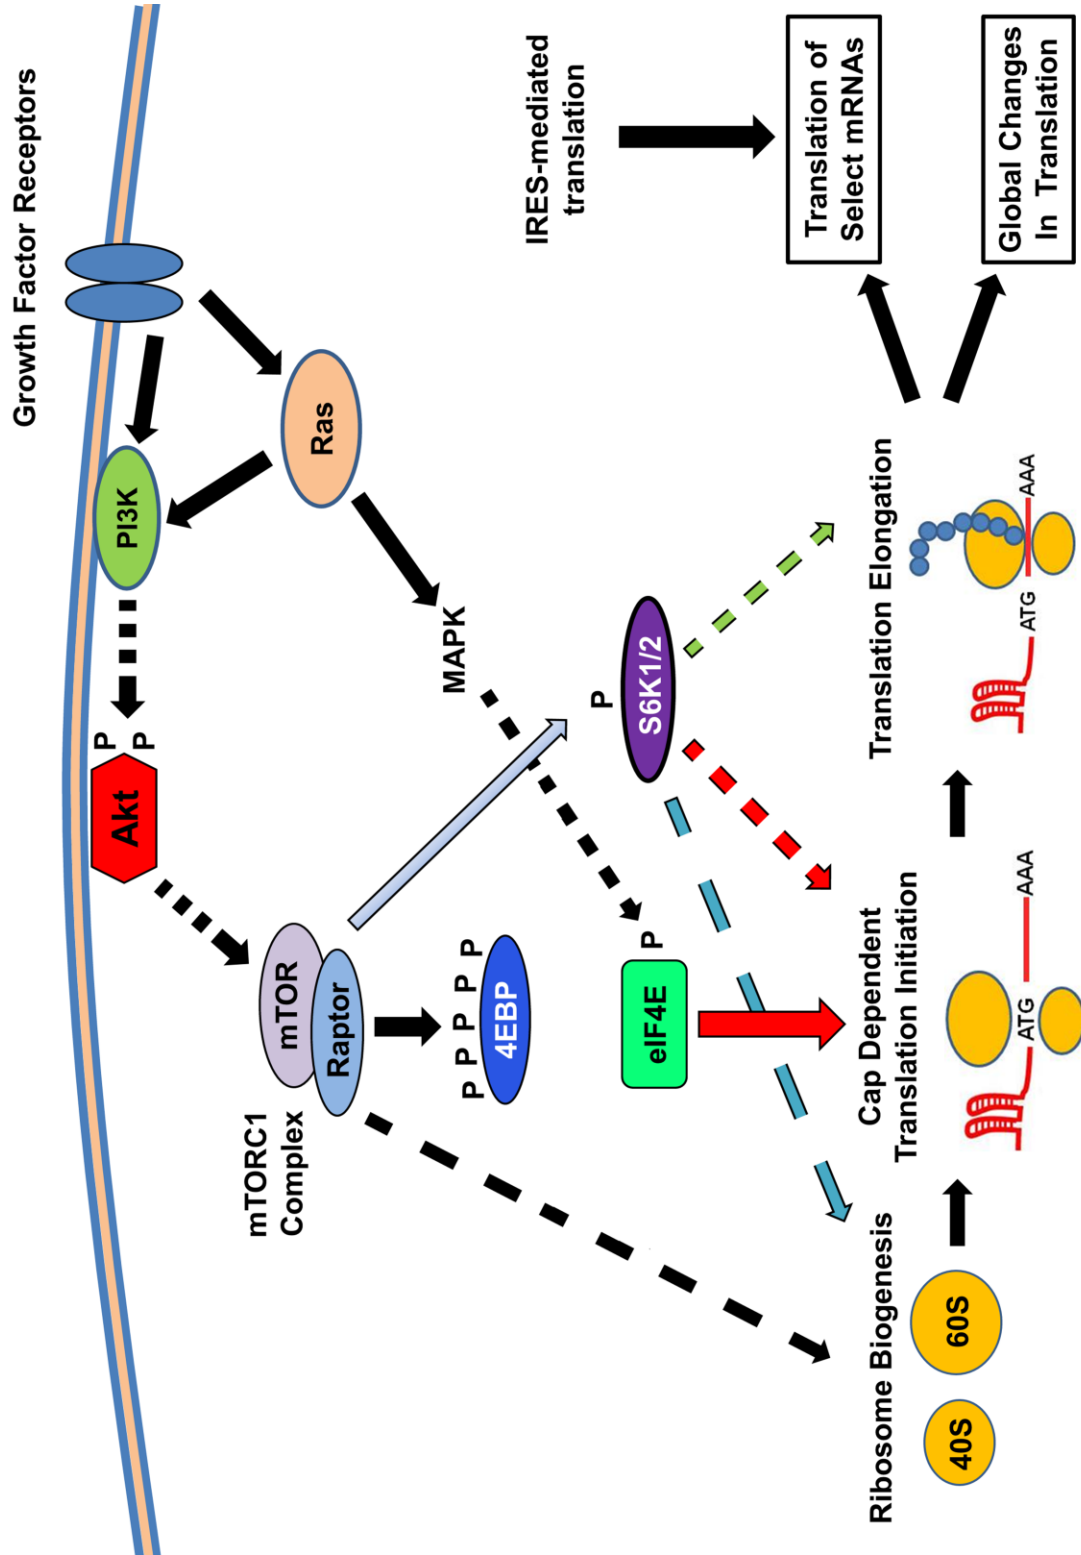 Growth Factor Receptors
PI3K
P
P
Akt
Ras
mTOR
Raptor
mTORC1
Complex
MAPK
P
P
P
P
P
4EBP
P
S6K1/2
eIF4E
P
IRES-mediated
translation
Ribosome Biogenesis
40S
60S
Cap Dependent
Translation Initiation
ATG
AAA
Translation Elongation
ATG
AAA
Translation of
Select mRNAs
Global Changes
In Translation